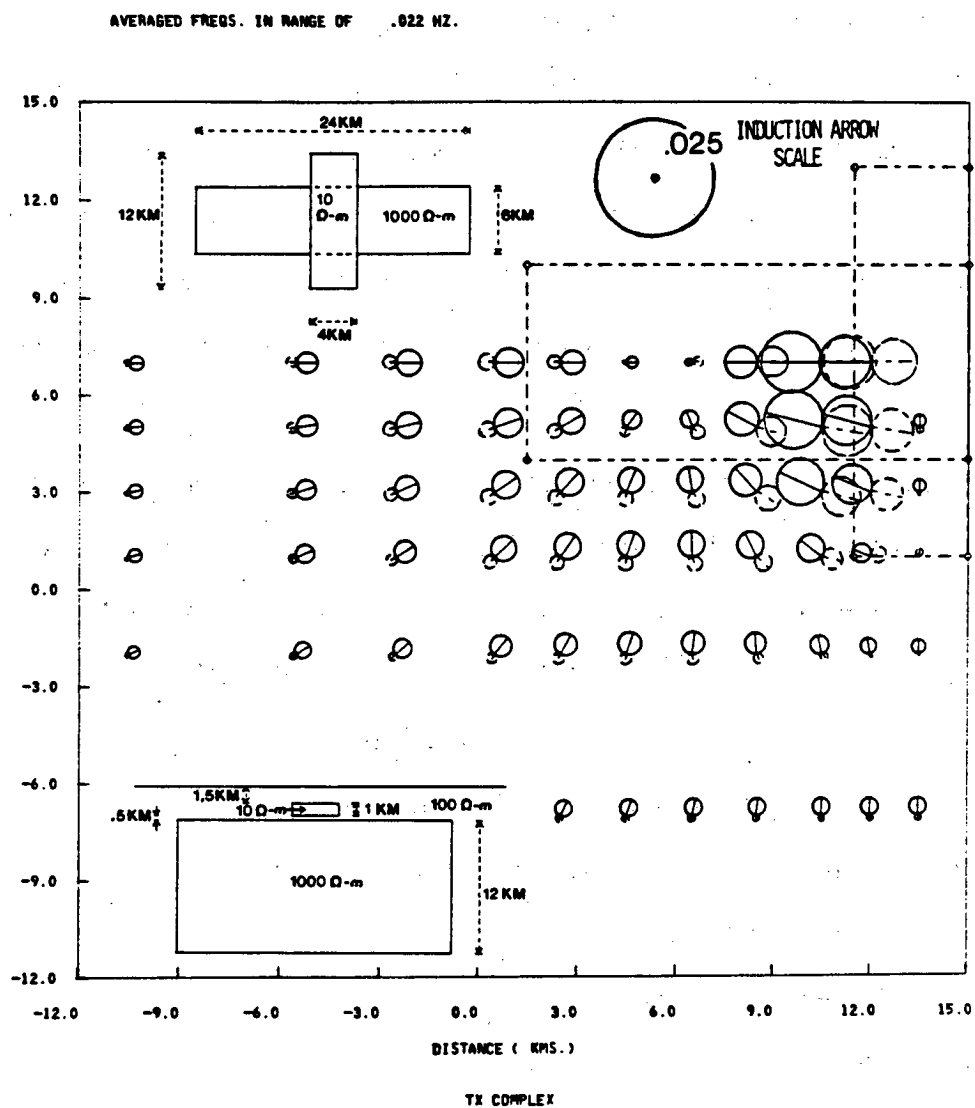 AVERAGED FREQS. IN RANGE OF .022 HZ.
15.0
24KM
.025
INDUCTION ARROW
SCALE
12.0
12KM
10
Ω-m
1000 Ω-m
6KM
9.0
4KM
6.0
3.0
0.0
-3.0
-6.0
1.5KM
.5KM
10 Ω-m
1 KM
100 Ω-m
1000 Ω-m
-9.0
12 KM
-12.0
-12.0 -9.0 -6.0 -3.0 0.0 3.0 6.0 9.0 12.0 15.0
DISTANCE ( KMS.)
TX COMPLEX